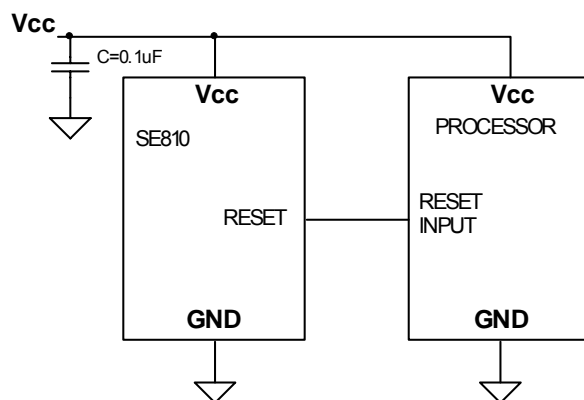 Vcc
C=0.1uF
Vcc
SE810
RESET
GND
Vcc
PROCESSOR
RESET
INPUT
GND